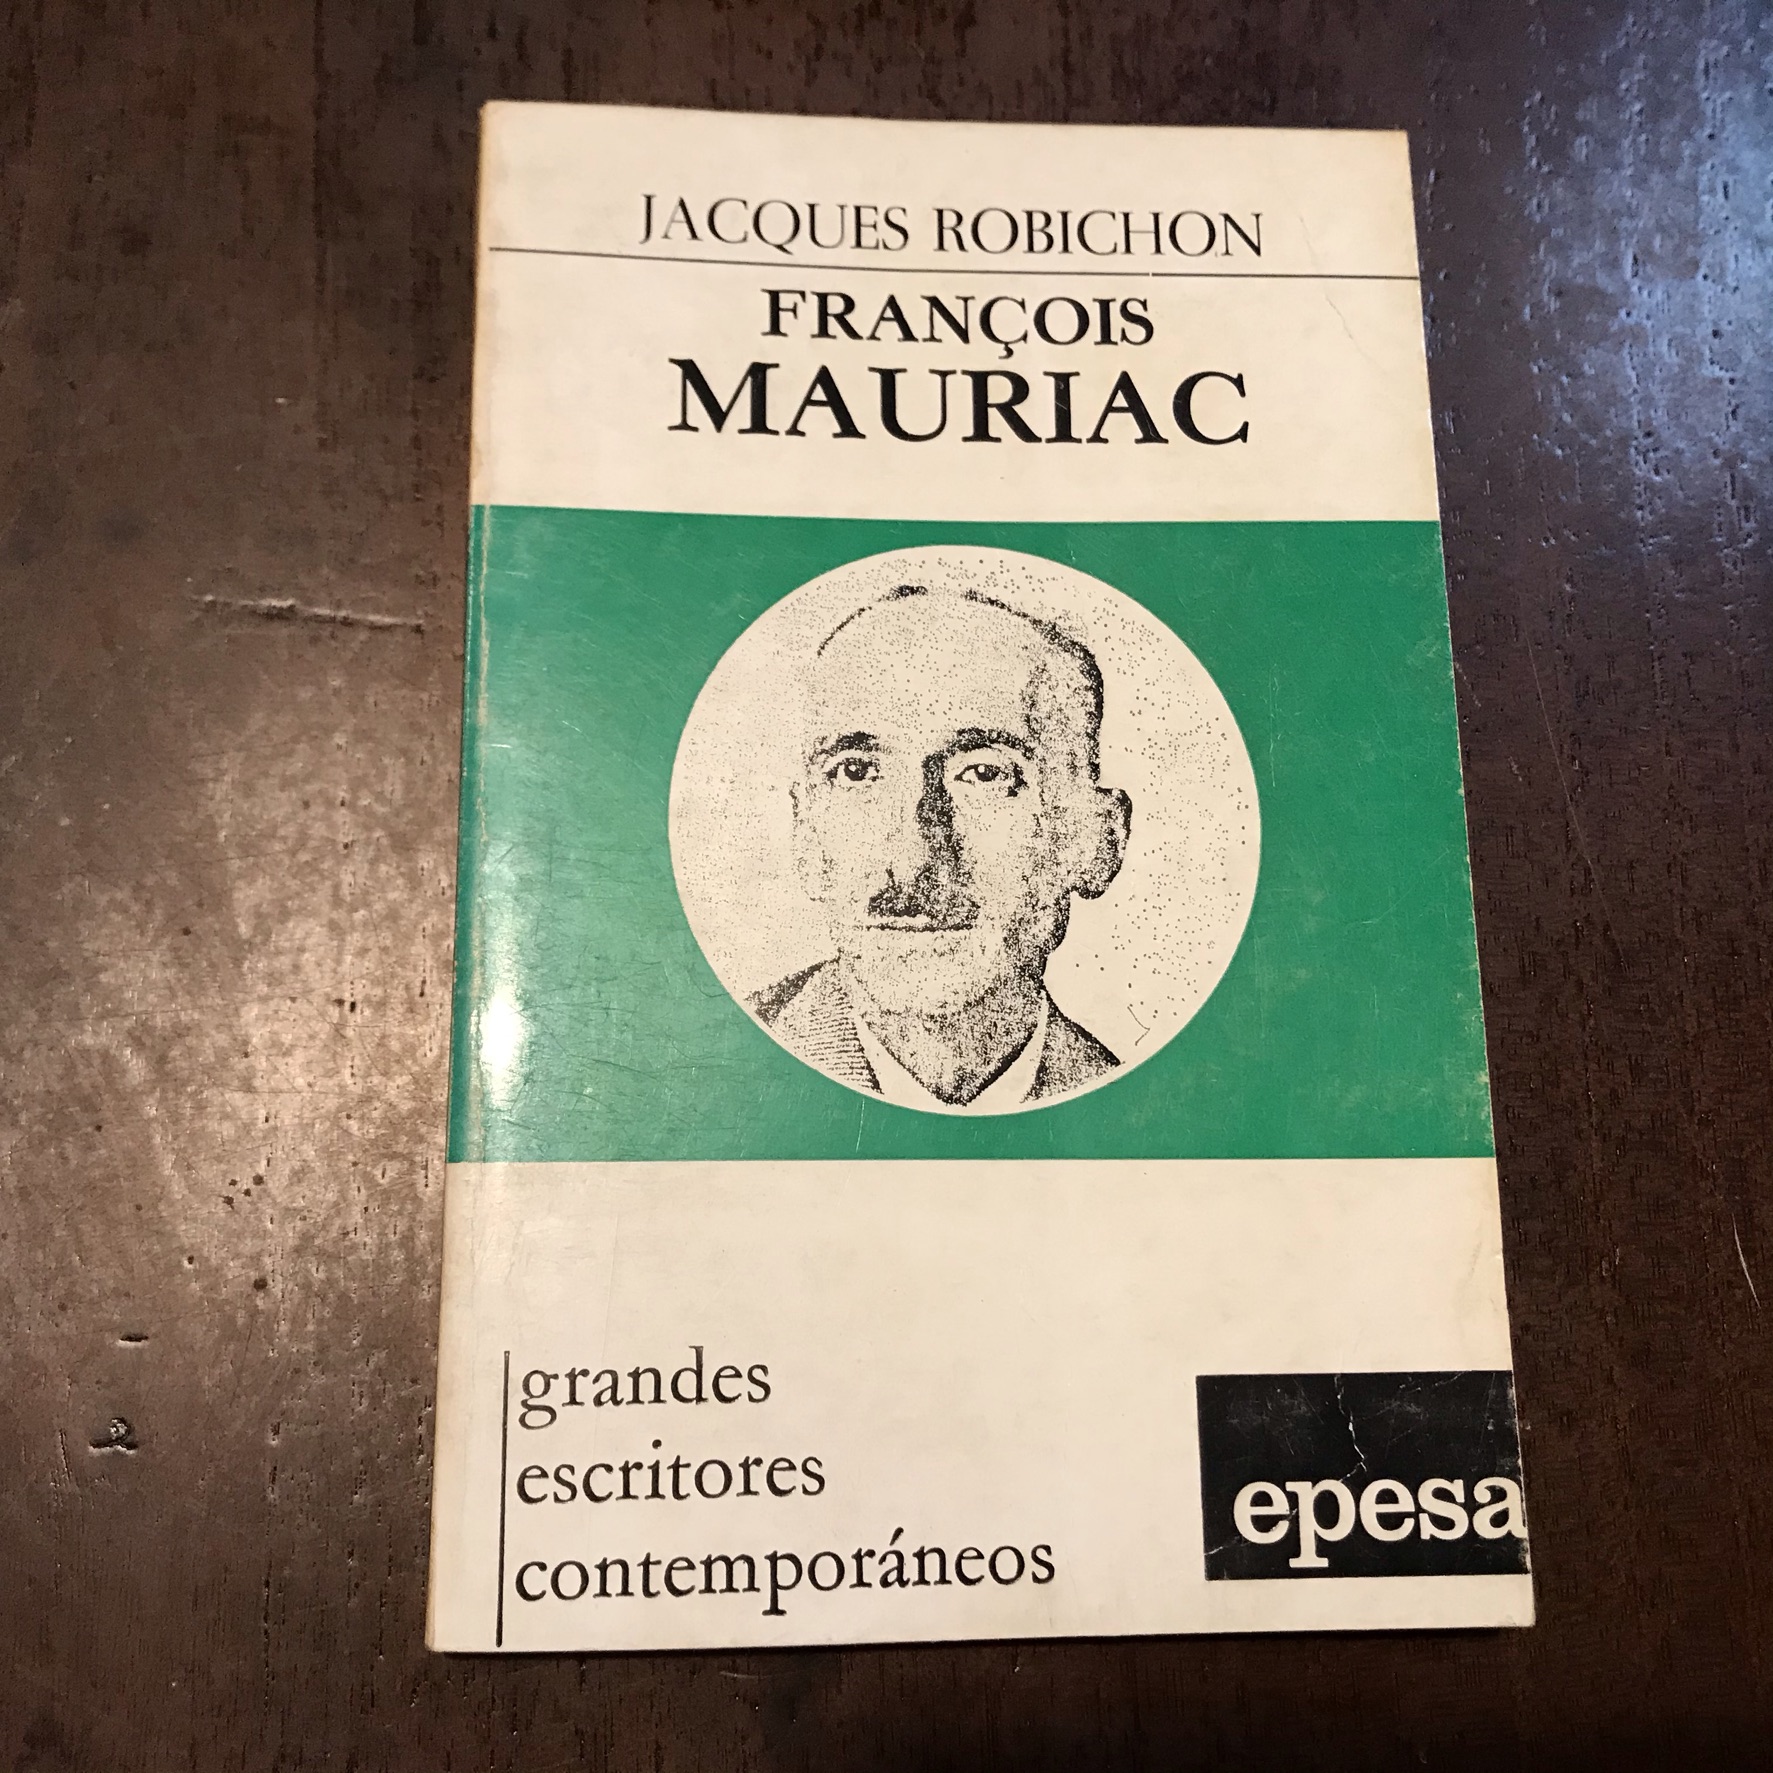 JACQUES ROBICHON
FRANÇOIS
MAURIAC
grandes
escritores
contemporáneos
epesa